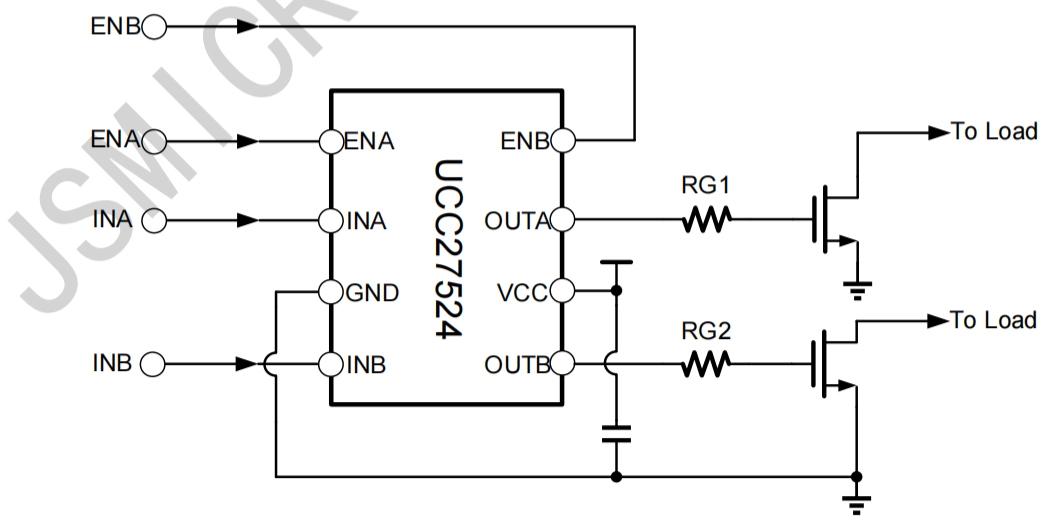 ENB
ENA
INA
INB
ENA
INA
GND
INB
UCC27524
ENB
OUTA
VCC
OUTB
RG1
RG2
To Load
To Load
JSMICR